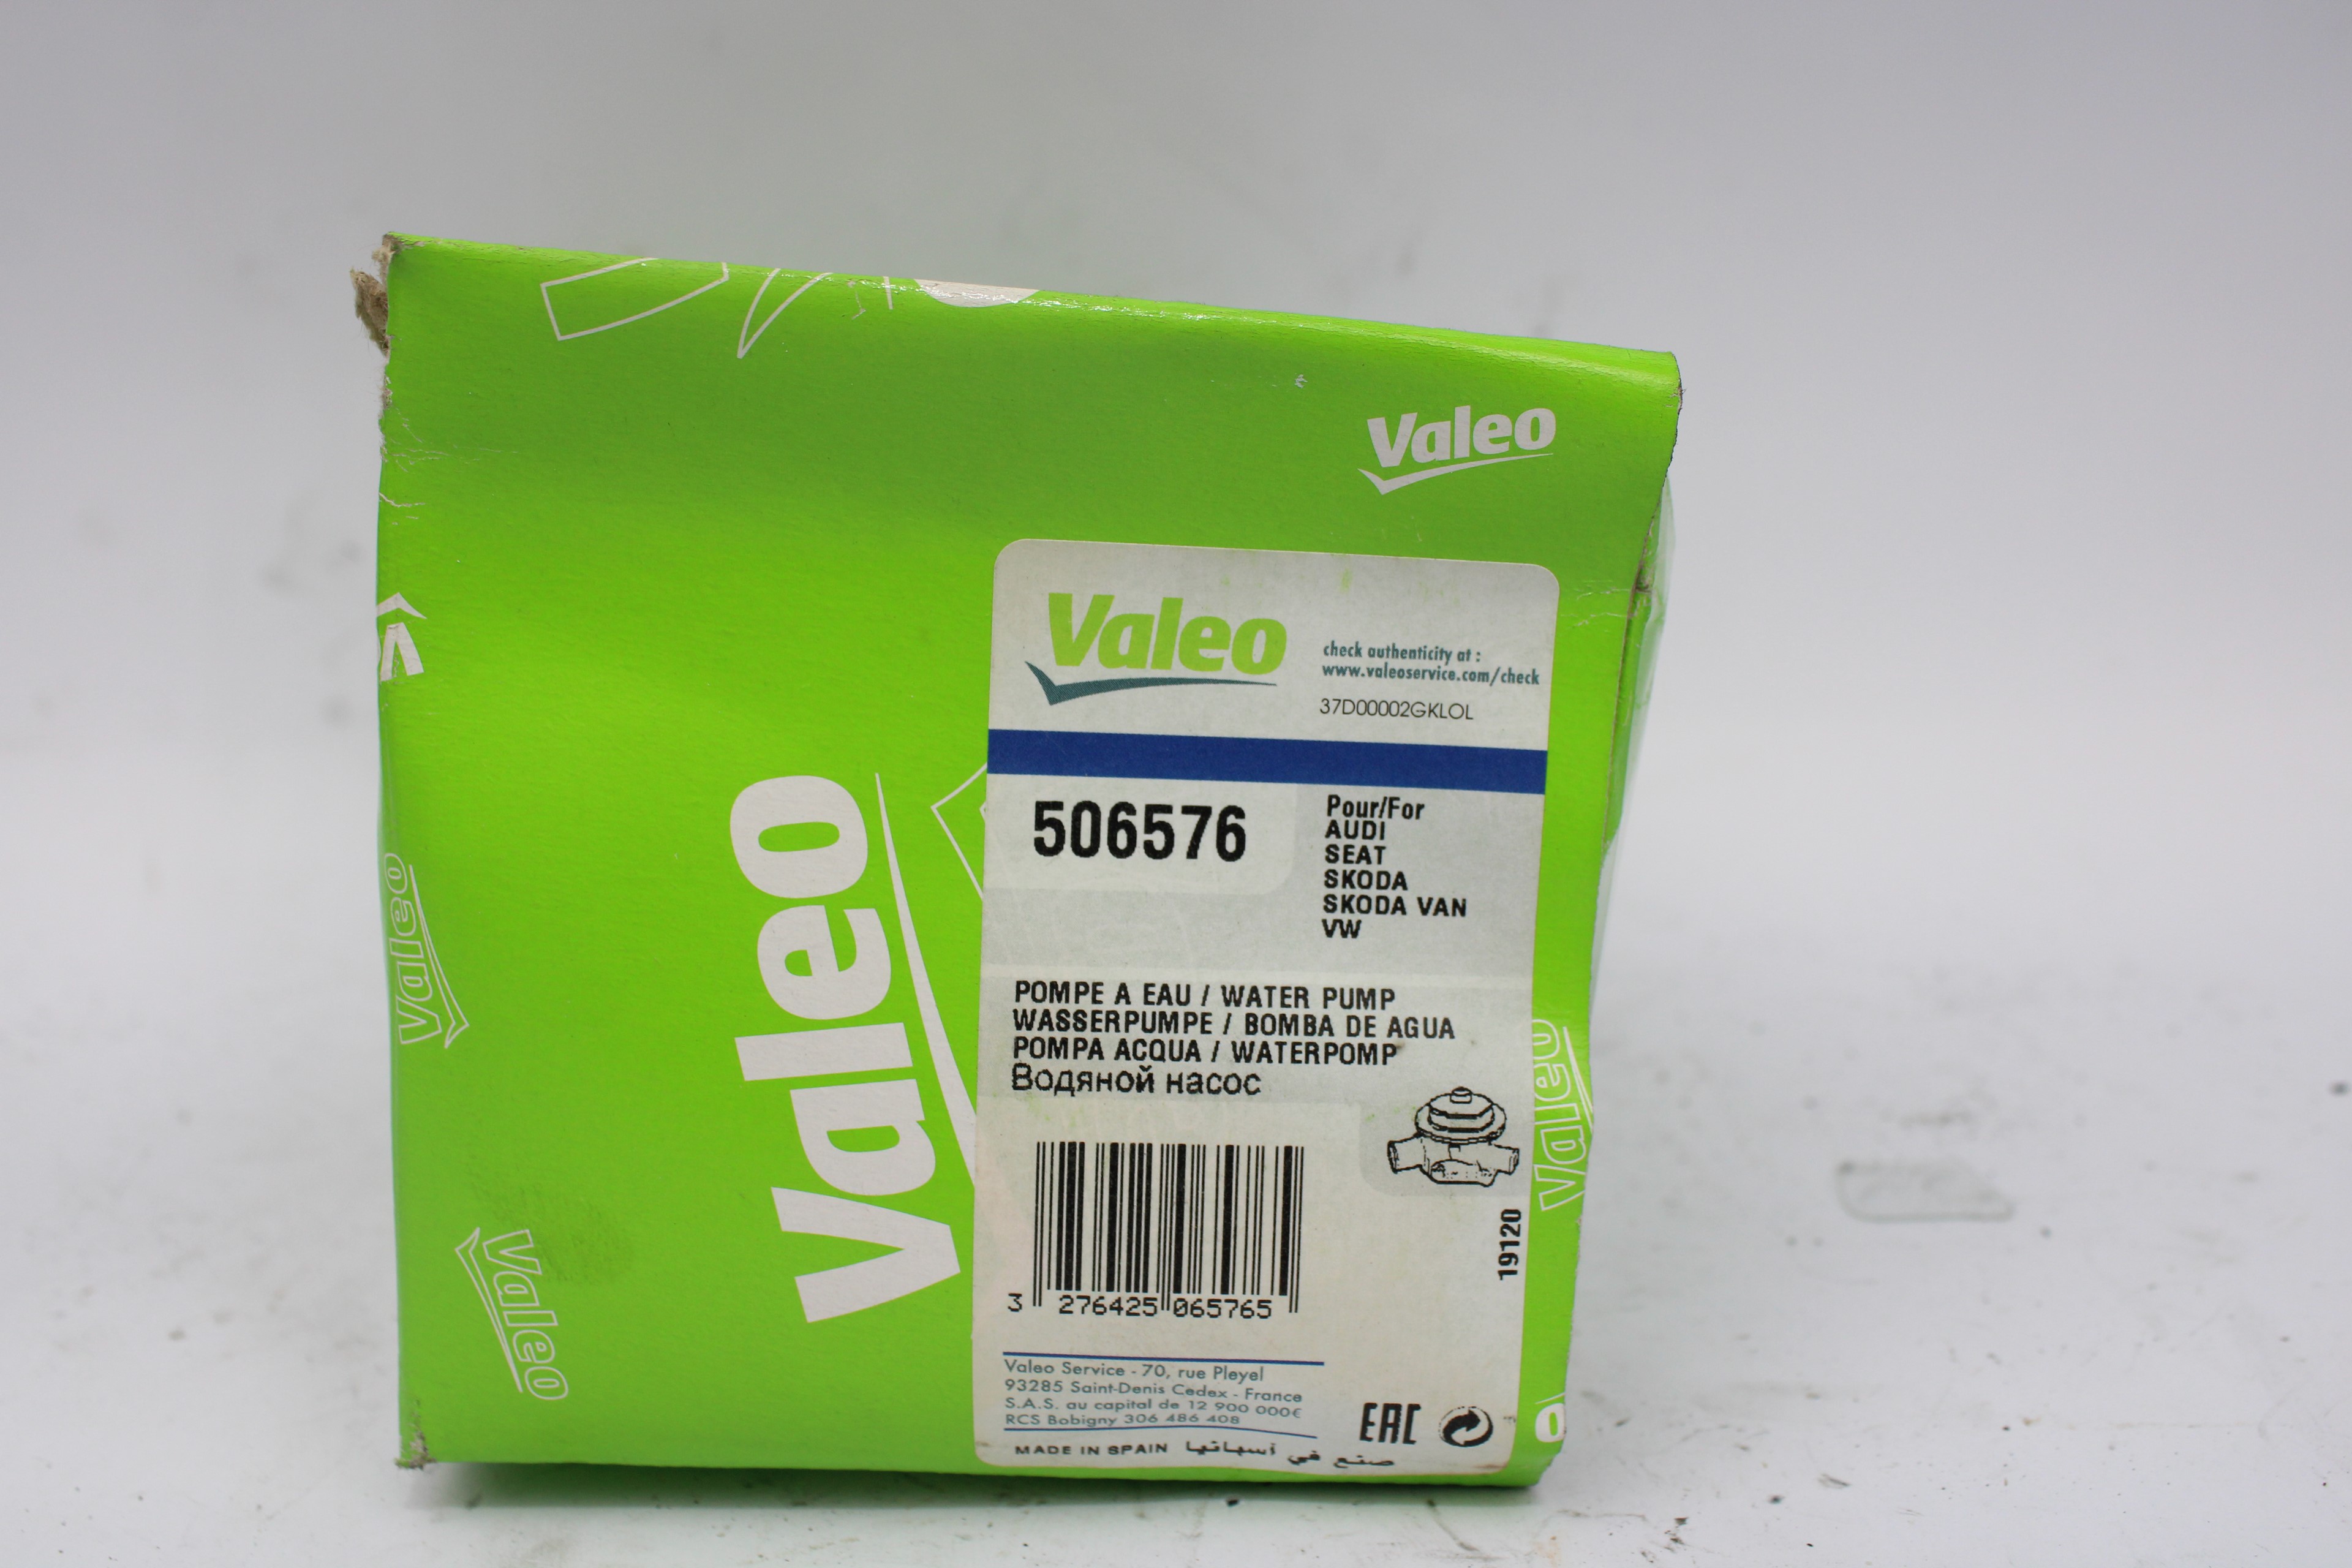 Valeo
Valeo
check authenticity at :
www.valeoservice.com/check
37D00002GKLOL
506576
Pour/For
AUDI
SEAT
SKODA
SKODA VAN
VW
POMPE A EAU / WATER PUMP
WASSERPUMPE / BOMBA DE AGUA
POMPA ACQUA / WATERPOMP
Водяной насос
3 276425 065765
19120
Valeo Service - 70, rue Pleyel
93285 Saint-Denis Cedex - France
S.A.S. au capital de 12 900 000€
RCS Bobigny 306 486 408
MADE IN SPAIN صنع في أسبانيا
EAC
Valeo
Valeo
Valeo
Valeo